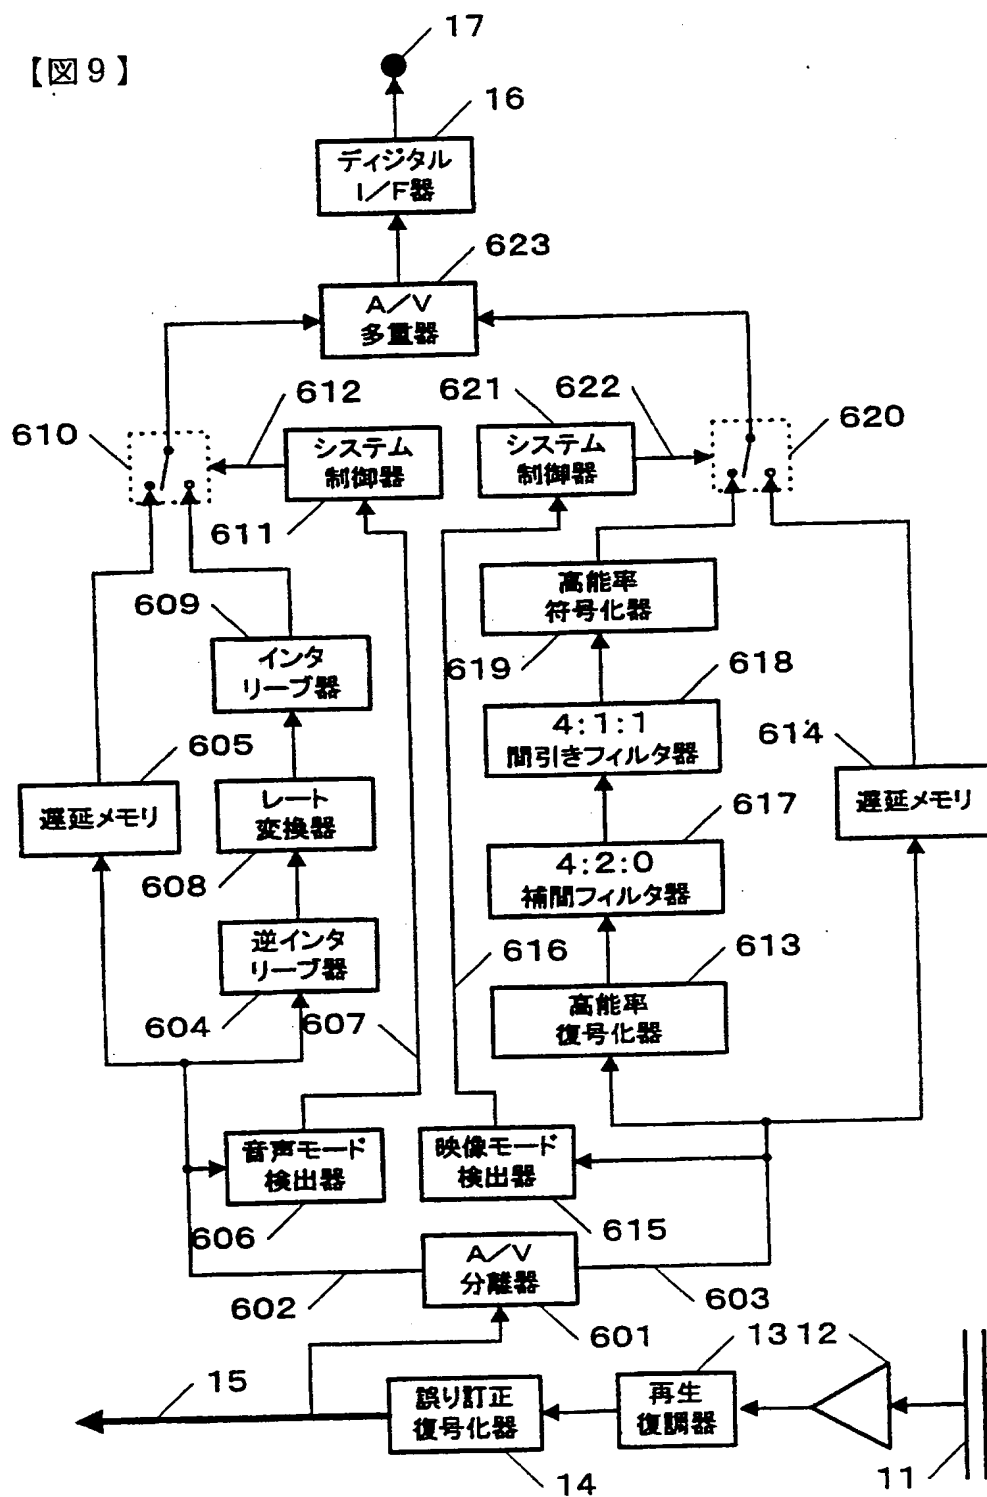 【図9】
17
16
ディジタル
I／F器
623
A／V
多重器
610
612
621
622
620
システム
制御器
システム
制御器
611
609
高能率
符号化器
619
インタ
リーブ器
618
4:1:1
間引きフィルタ器
605
614
遅延メモリ
レート
変換器
617
遅延メモリ
608
4:2:0
補間フィルタ器
逆インタ
リーブ器
616
613
604
607
高能率
復号化器
音声モード
検出器
映像モード
検出器
606
615
A／V
分離器
602
603
601
13
12
15
誤り訂正
復号化器
再生
復調器
14
11